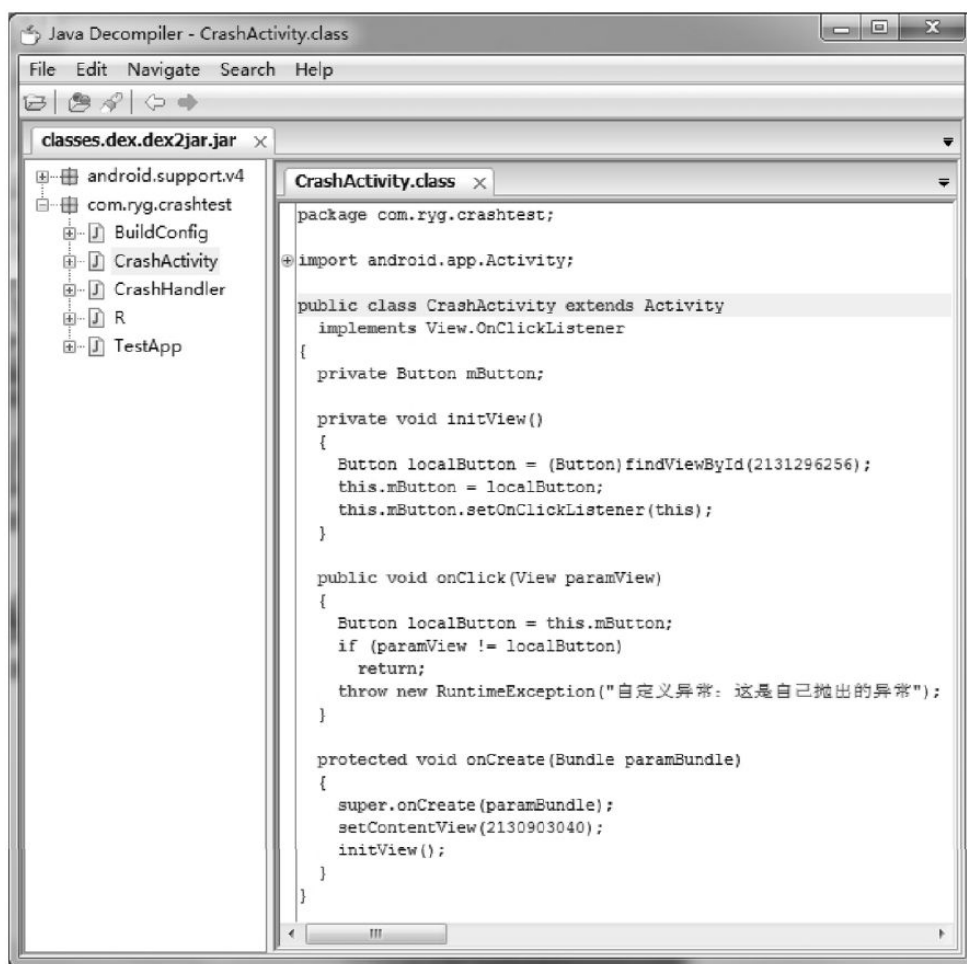 Java Decompiler - CrashActivity.class
File Edit Navigate Search Help
classes.dex.dex2jar.jar
android.support.v4
com.ryg.crashtest
BuildConfig
CrashActivity
CrashHandler
R
TestApp
CrashActivity.class
package com.ryg.crashtest;
import android.app.Activity;
public class CrashActivity extends Activity
implements View.OnClickListener
{
private Button mButton;
private void initView()
{
Button localButton = (Button)findViewById(2131296256);
this.mButton = localButton;
this.mButton.setOnClickListener(this);
}
public void onClick(View paramView)
{
Button localButton = this.mButton;
if (paramView != localButton)
return;
throw new RuntimeException("自定义异常：这是自己抛出的异常");
}
protected void onCreate(Bundle paramBundle)
{
super.onCreate(paramBundle);
setContentView(2130903040);
initView();
}
}